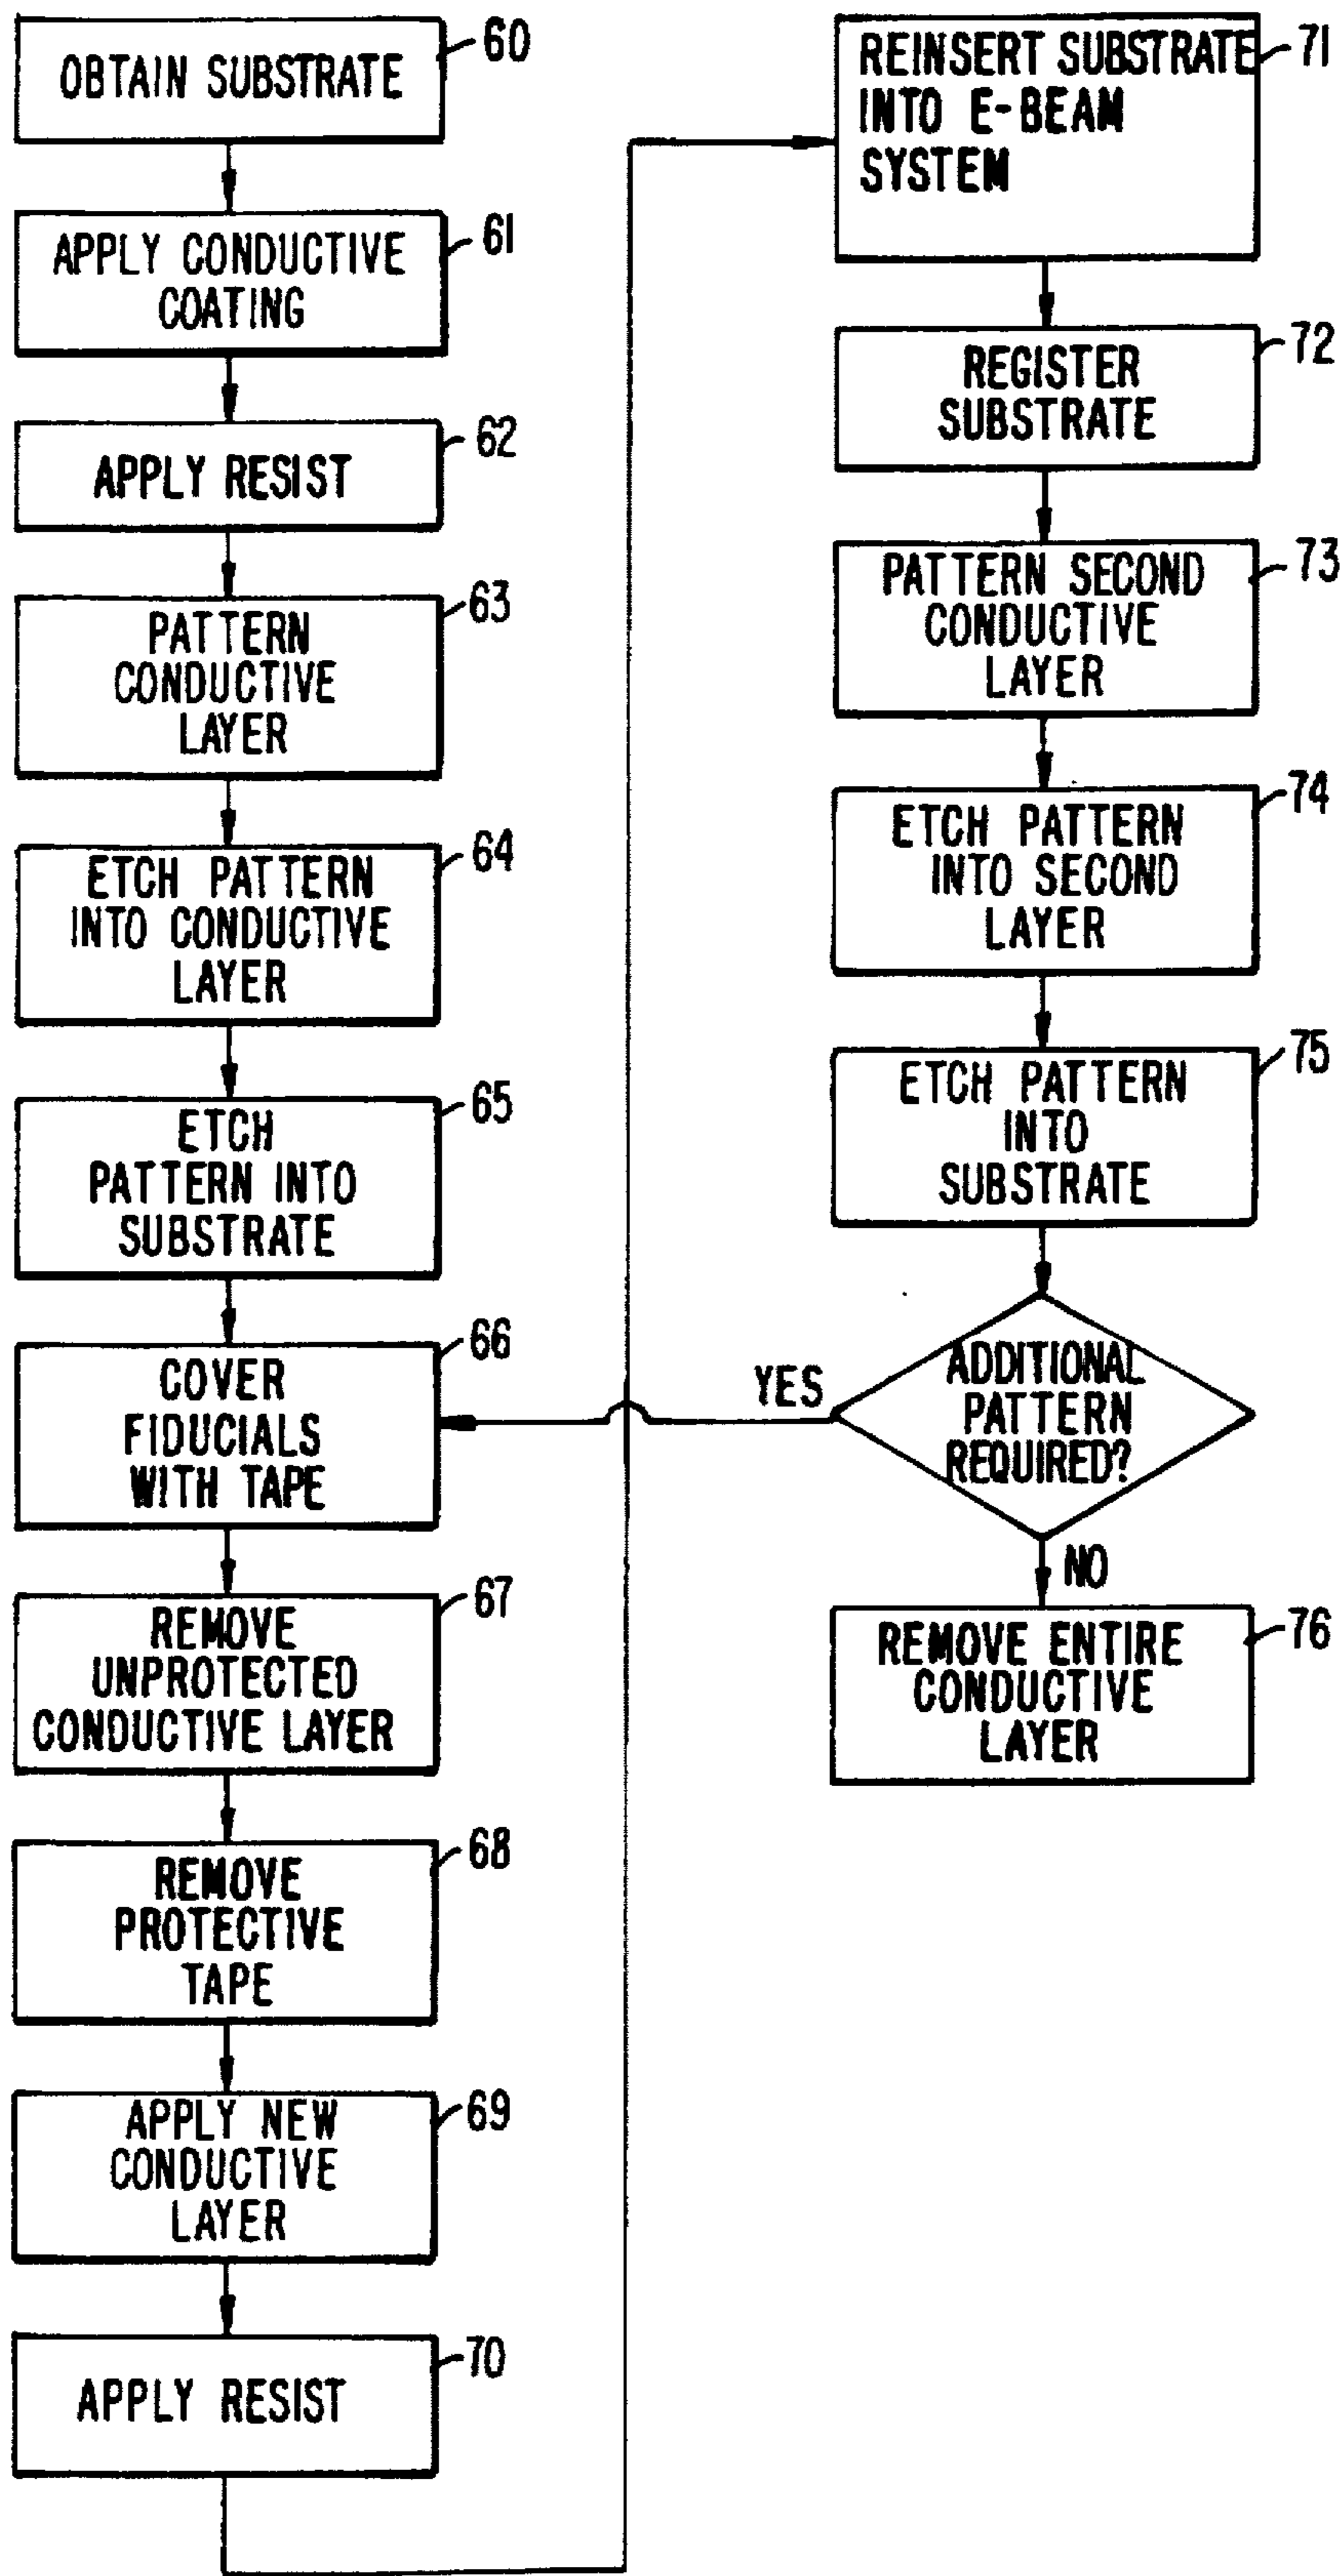 OBTAIN SUBSTRATE
60
APPLY CONDUCTIVE
COATING
61
APPLY RESIST
62
PATTERN
CONDUCTIVE
LAYER
63
ETCH PATTERN
INTO CONDUCTIVE
LAYER
64
ETCH
PATTERN INTO
SUBSTRATE
65
COVER
FIDUCIALS
WITH TAPE
66
REMOVE
UNPROTECTED
CONDUCTIVE LAYER
67
REMOVE
PROTECTIVE
TAPE
68
APPLY NEW
CONDUCTIVE
LAYER
69
APPLY RESIST
70
REINSERT SUBSTRATE
INTO E-BEAM
SYSTEM
71
REGISTER
SUBSTRATE
72
PATTERN SECOND
CONDUCTIVE
LAYER
73
ETCH PATTERN
INTO SECOND
LAYER
74
ETCH PATTERN
INTO
SUBSTRATE
75
ADDITIONAL
PATTERN
REQUIRED?
YES
NO
REMOVE ENTIRE
CONDUCTIVE
LAYER
76